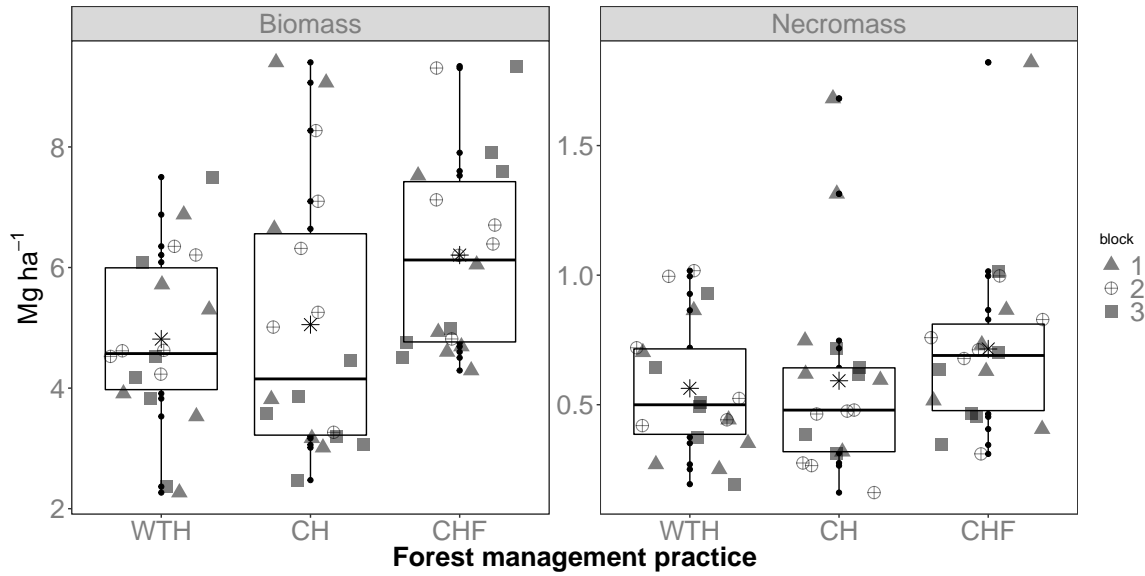 Biomass
Necromass
Mg ha⁻¹
8
6
4
2
1.5
1.0
0.5
WTH CH CHF
WTH CH CHF
Forest management practice
block
1
2
3